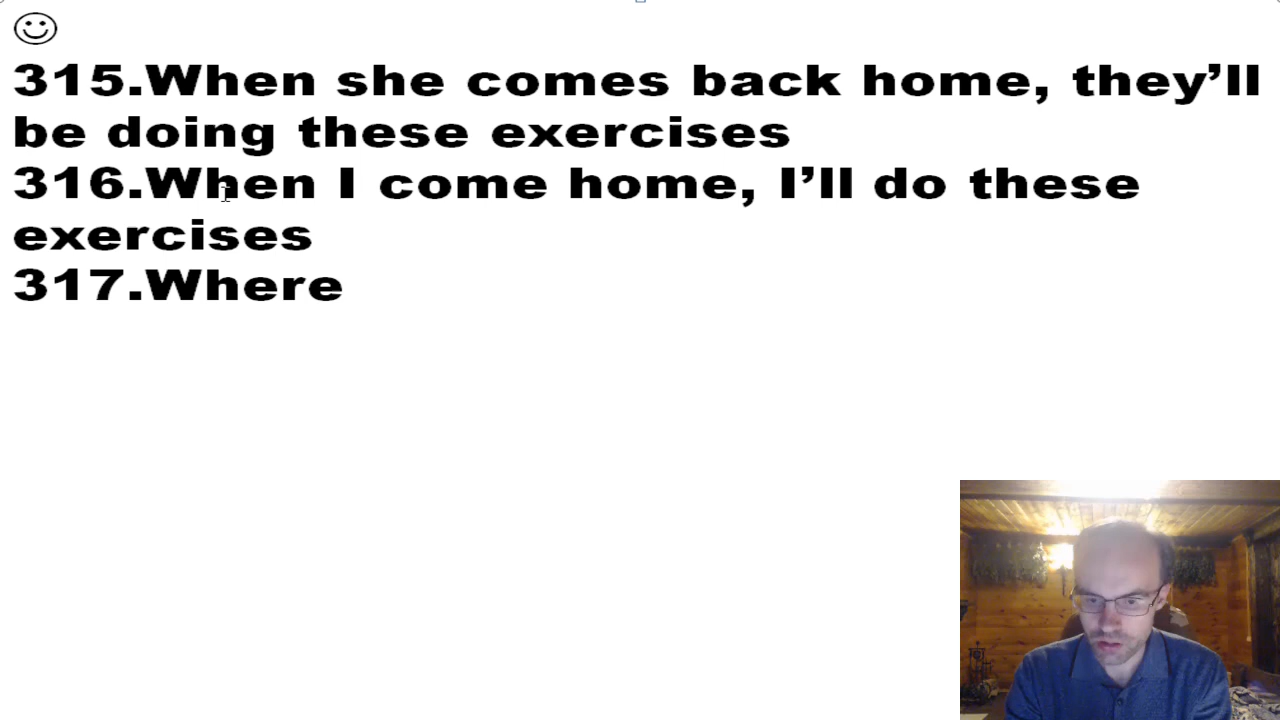 315.When she comes back home, they’ll
be doing these exercises
316.When I come home, I’ll do these
exercises
317.Where